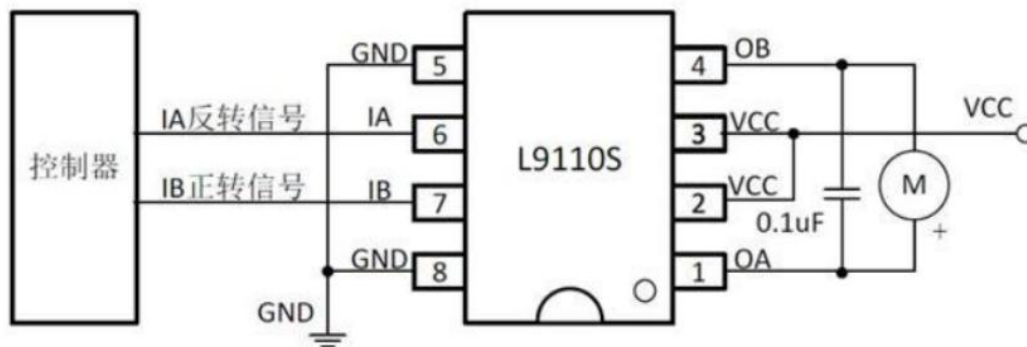 GND 5 4 OB
IA反转信号 IA 6 3 VCC VCC
控制器 L9110S M
IB正转信号 IB 7 2 VCC 0.1uF +
GND 8 1 OA
GND